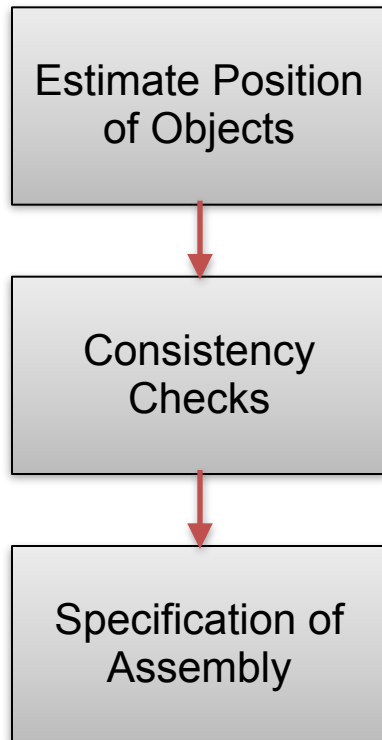 Estimate Position
of Objects
Consistency
Checks
Specification of
Assembly